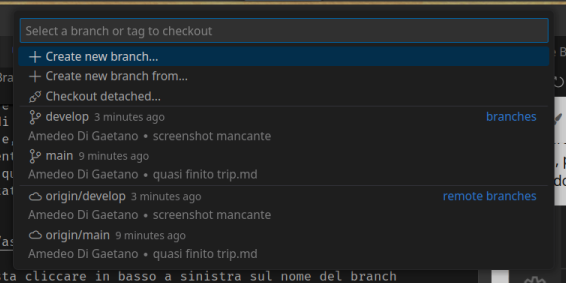 Select a branch or tag to checkout
Create new branch...
Create new branch from...
Checkout detached...
develop 3 minutes ago branches
Amedeo Di Gaetano • screenshot mancante
main 9 minutes ago
Amedeo Di Gaetano • quasi finito trip.md
origin/develop 3 minutes ago remote branches
Amedeo Di Gaetano • screenshot mancante
origin/main 9 minutes ago
Amedeo Di Gaetano • quasi finito trip.md
cliccare in basso a sinistra sul nome del branch